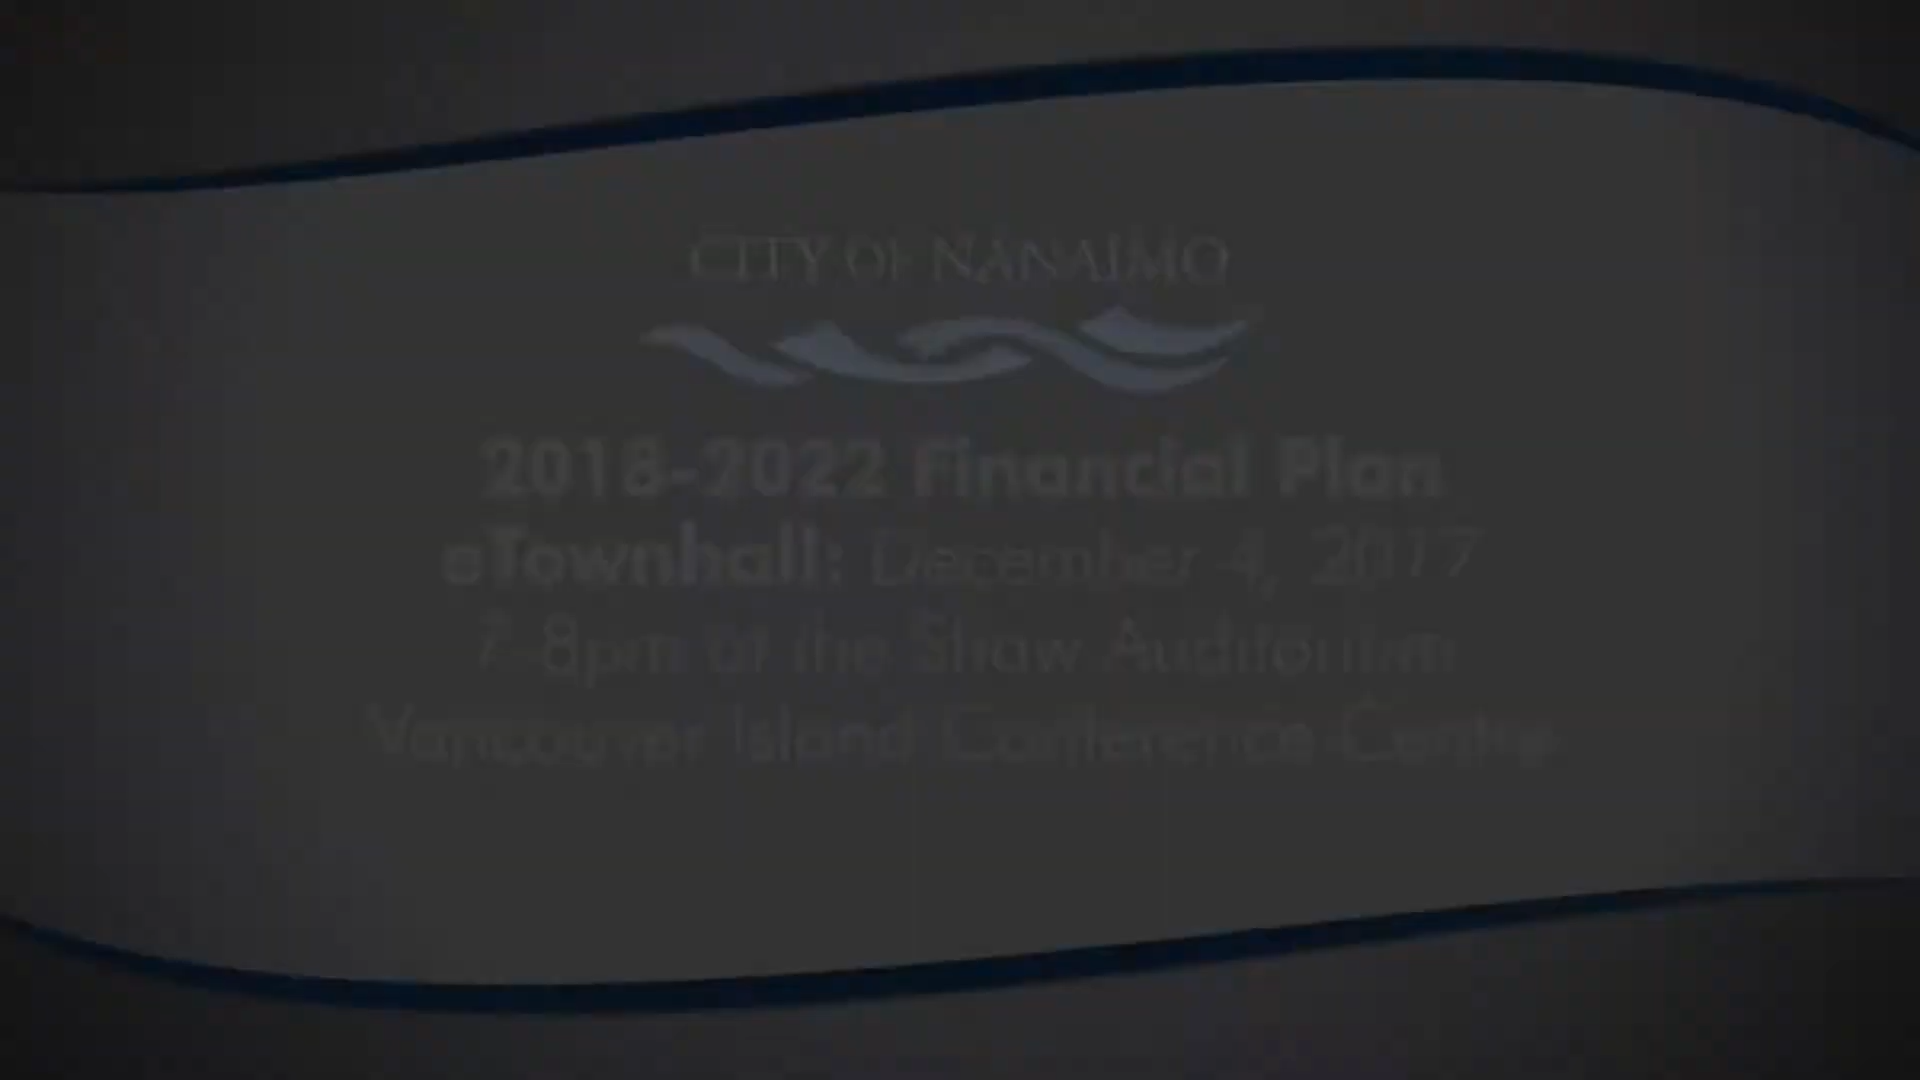 CITY OF NANAIMO
2018-2022 Financial Plan
eTownhall: December 4, 2017
7-8pm at the Shaw Auditorium
Vancouver Island Conference Centre